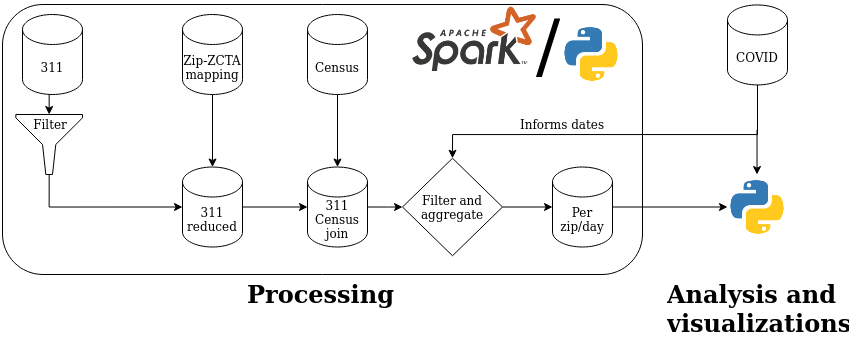 311
Zip-ZCTA
mapping
Census
APACHE
Spark
TM
/
COVID
Filter
Informs dates
311
reduced
311
Census
join
Filter and
aggregate
Per
zip/day
Processing
Analysis and
visualizations